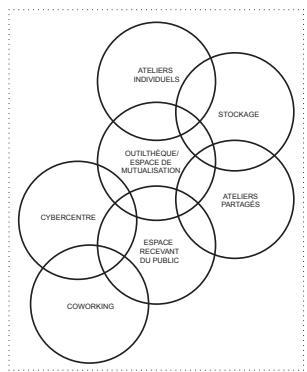 ATELIERS
INDIVIDUELS
STOCKAGE
OUTILTHÈQUE/
ESPACE DE
MUTUALISATION
ATELIERS
PARTAGÉS
CYBERCENTRE
ESPACE
RECEVANT
DU PUBLIC
COWORKING